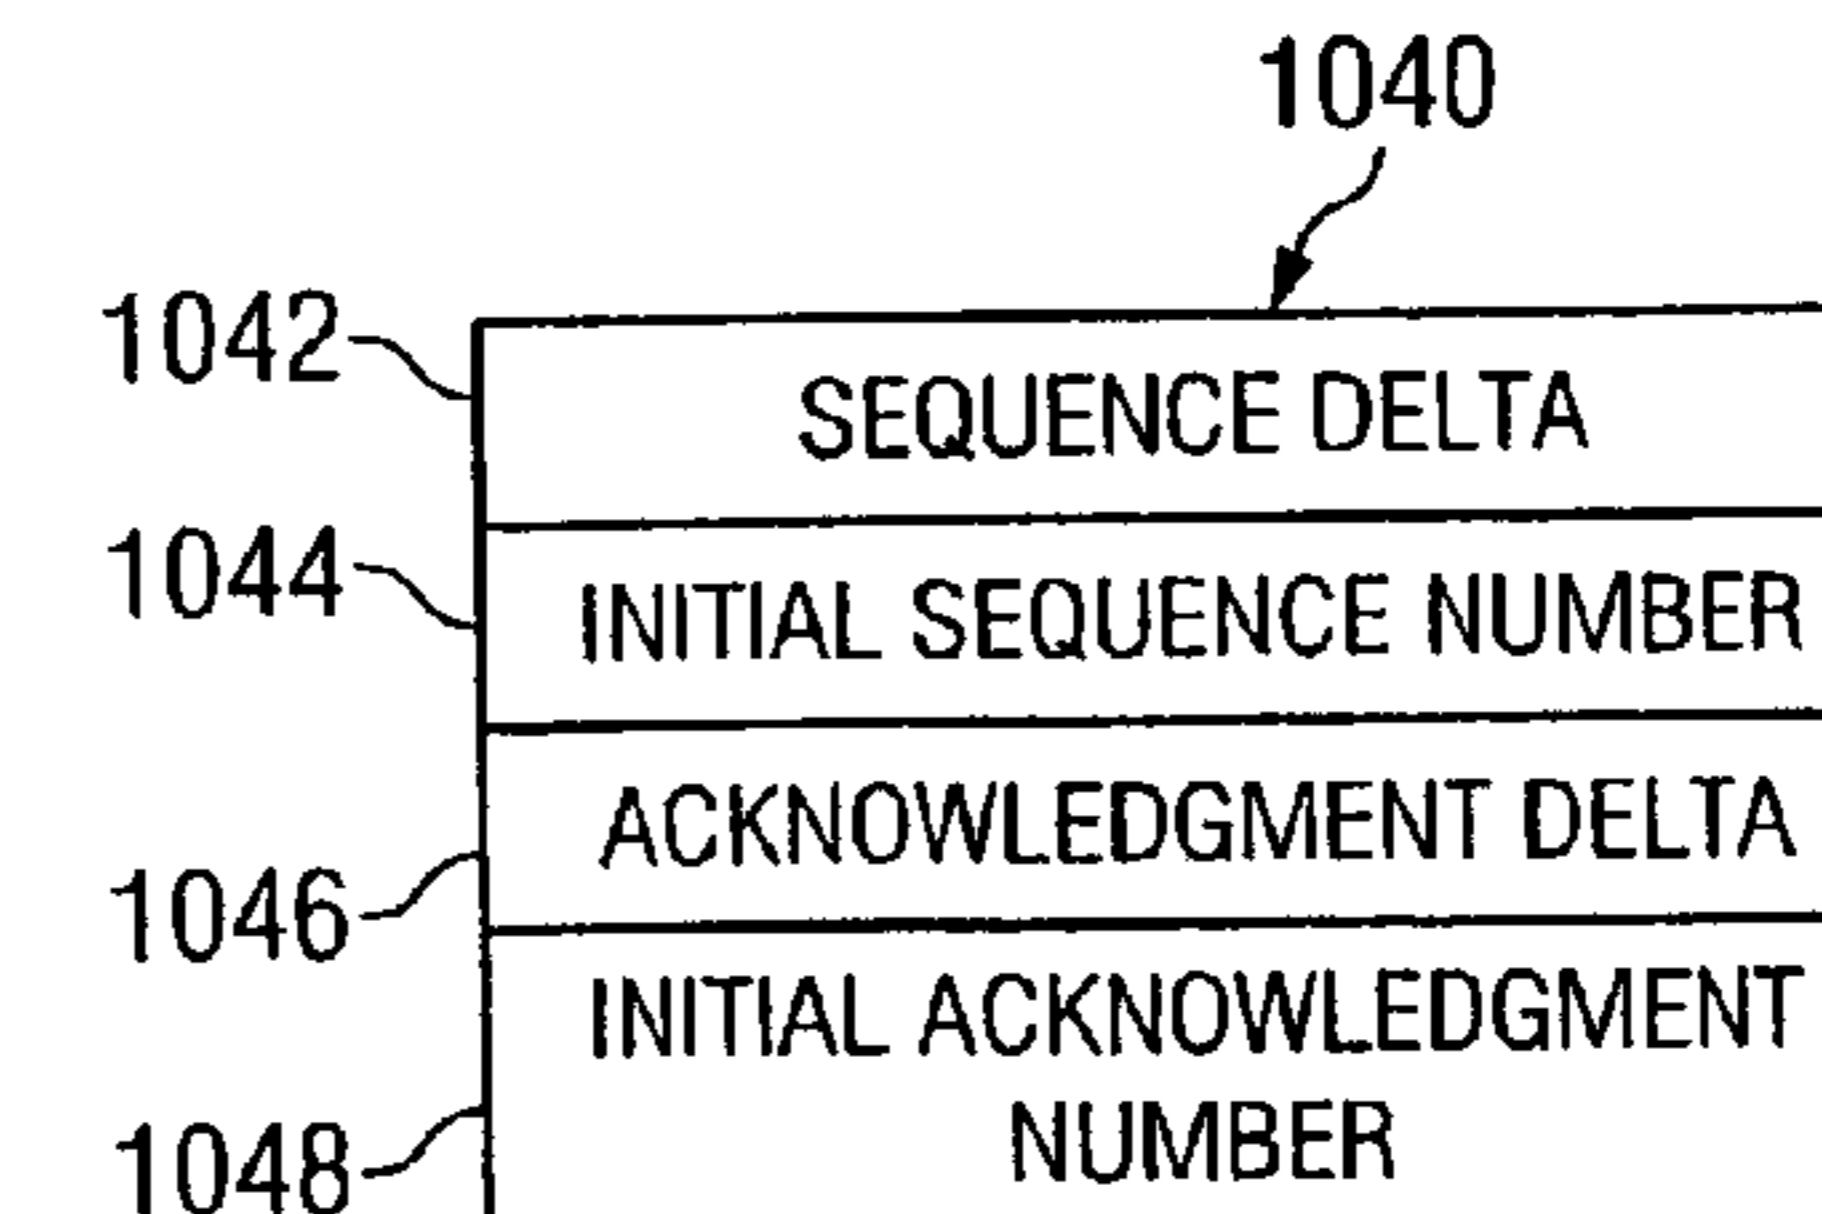 1040
1042
SEQUENCE DELTA
1044
INITIAL SEQUENCE NUMBER
ACKNOWLEDGMENT DELTA
1046
INITIAL ACKNOWLEDGMENT
NUMBER
1048